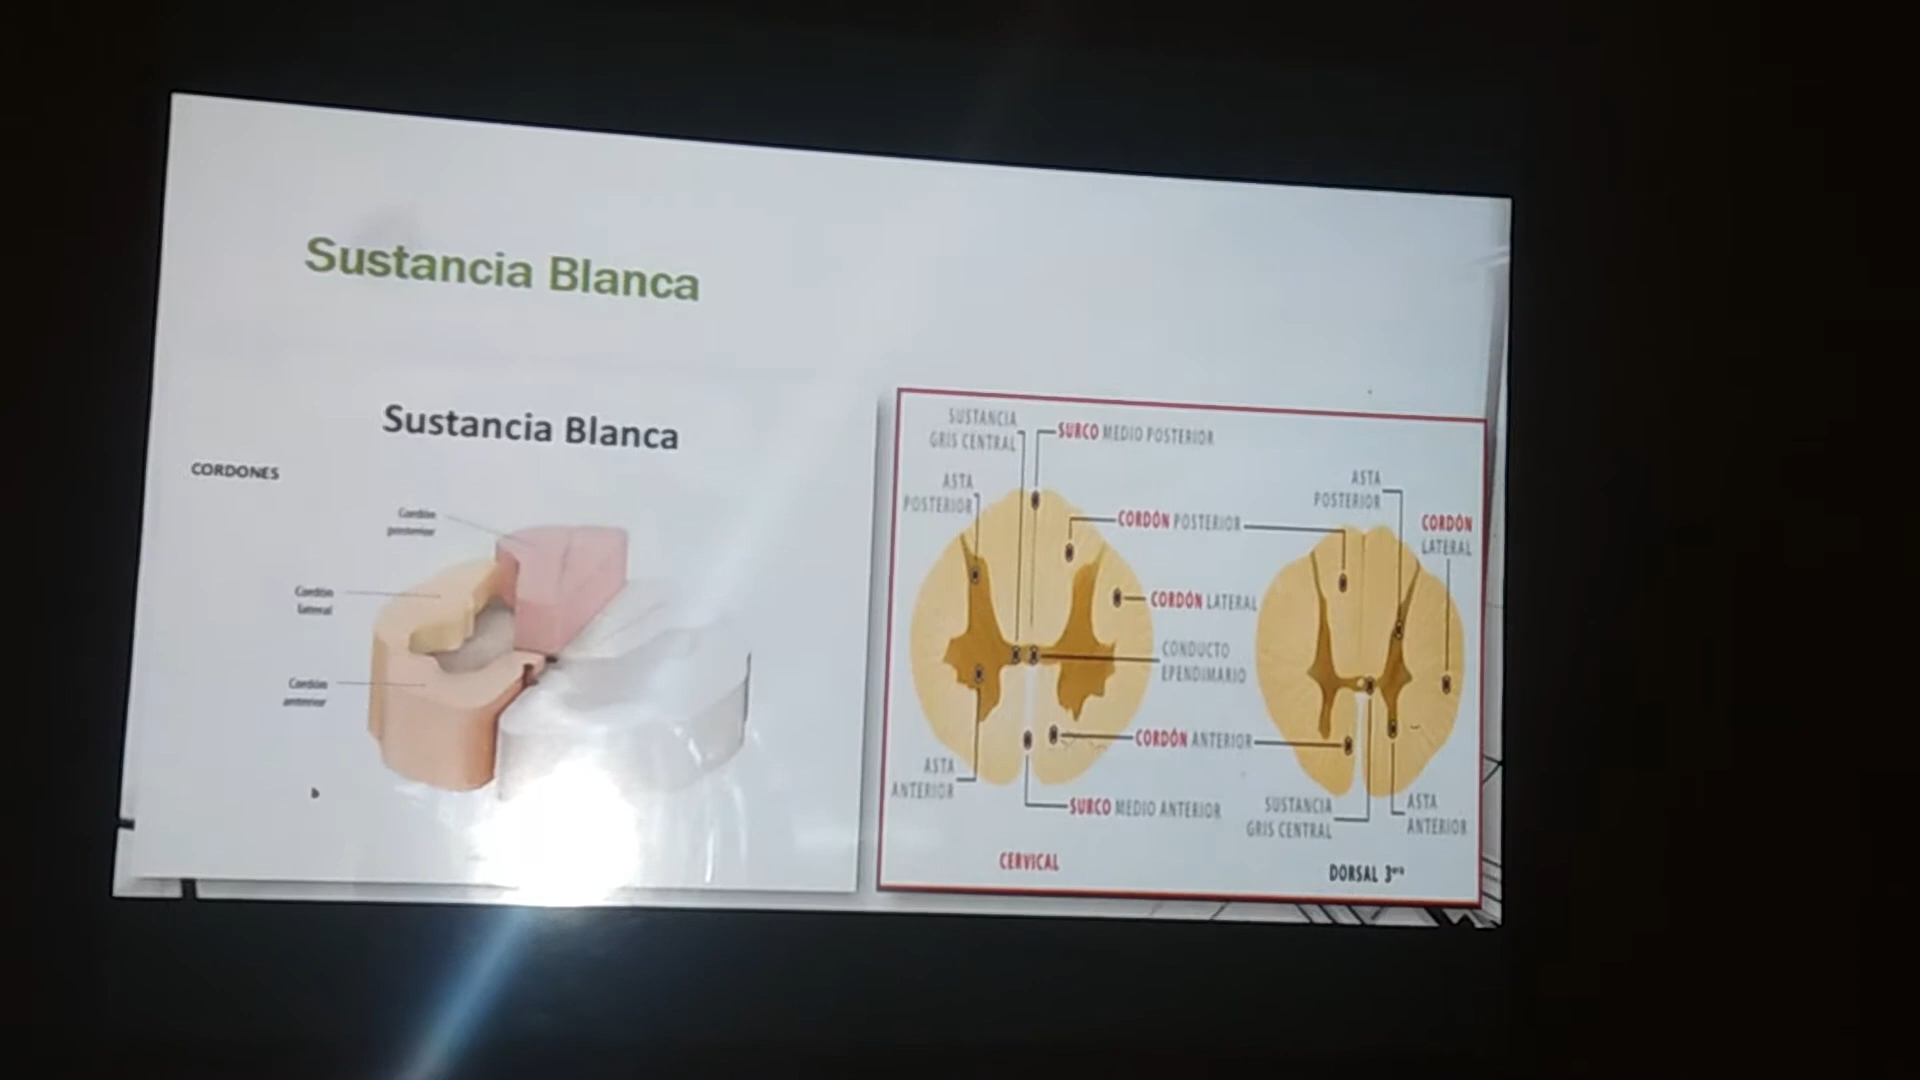 Sustancia Blanca
Sustancia Blanca
CORDONES
Cordón
posterior
Cordón
lateral
Cordón
anterior
b
SUSTANCIA
GRIS CENTRAL
SURCO MEDIO POSTERIOR
ASTA
POSTERIOR
CORDÓN POSTERIOR
ASTA
POSTERIOR
CORDÓN
LATERAL
CORDÓN LATERAL
CONDUCTO
EPENDIMARIO
CORDÓN ANTERIOR
ASTA
ANTERIOR
SURCO MEDIO ANTERIOR
SUSTANCIA
GRIS CENTRAL
ASTA
ANTERIOR
CERVICAL
DORSAL